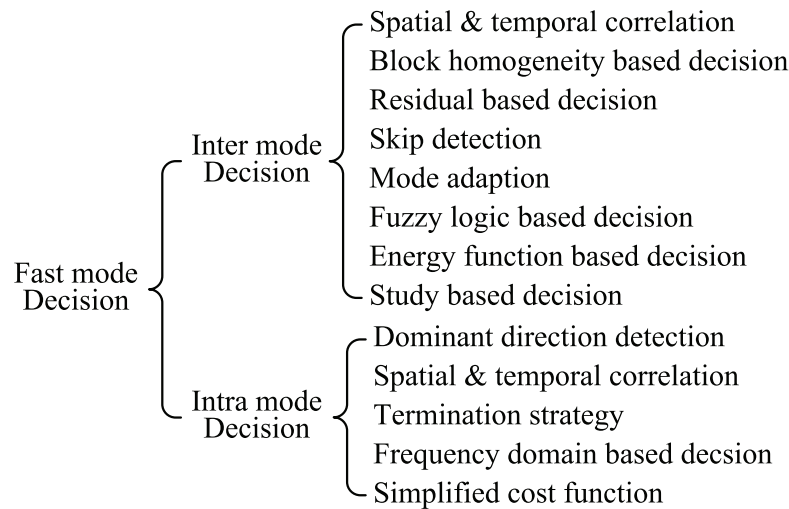 Fast mode
Decision
Inter mode
Decision
Spatial & temporal correlation
Block homogeneity based decision
Residual based decision
Skip detection
Mode adaption
Fuzzy logic based decision
Energy function based decision
Study based decision
Intra mode
Decision
Dominant direction detection
Spatial & temporal correlation
Termination strategy
Frequency domain based decsion
Simplified cost function